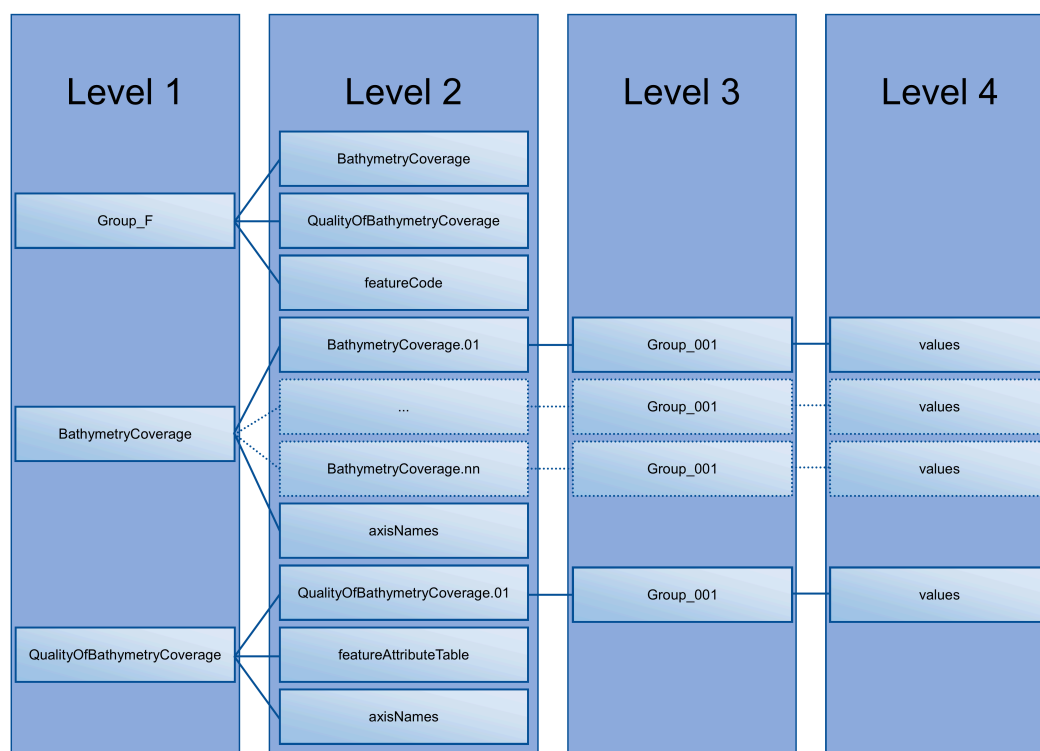 Level 1
Level 2
Level 3
Level 4
BathymetryCoverage
Group_F
QualityOfBathymetryCoverage
featureCode
BathymetryCoverage.01
Group_001
values
...
Group_001
values
BathymetryCoverage
BathymetryCoverage.nn
Group_001
values
axisNames
QualityOfBathymetryCoverage.01
Group_001
values
QualityOfBathymetryCoverage
featureAttributeTable
axisNames